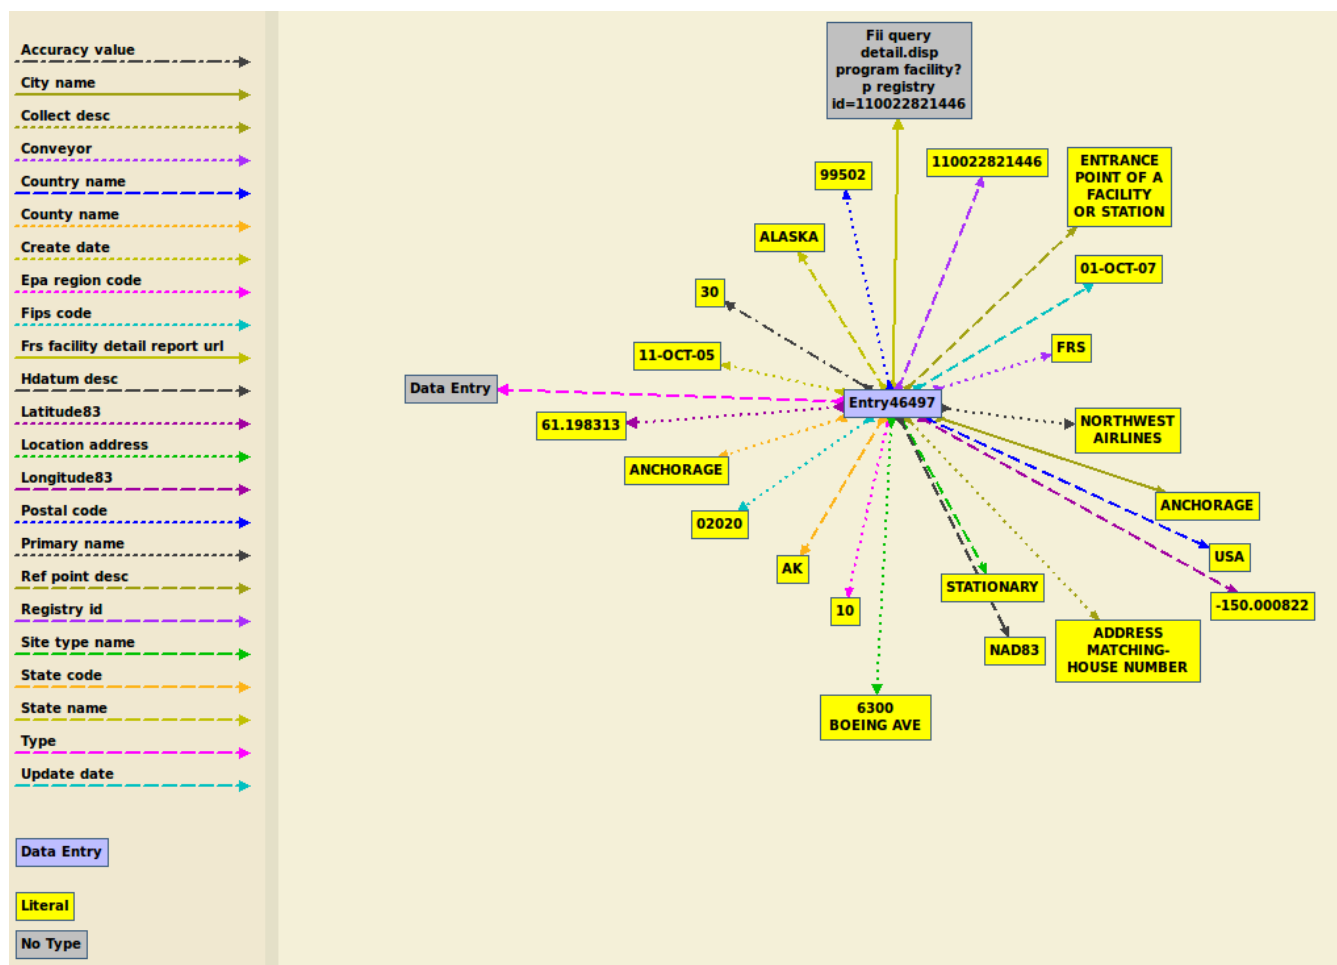 Accuracy value
City name
Collect desc
Conveyor
Country name
County name
Create date
Epa region code
Fips code
Frs facility detail report url
Hdatum desc
Latitude83
Location address
Longitude83
Postal code
Primary name
Ref point desc
Registry id
Site type name
State code
State name
Type
Update date
Data Entry
Literal
No Type
Fii query
detail.disp
program facility?
p registry
id=110022821446
99502
110022821446
ENTRANCE
POINT OF A
FACILITY
OR STATION
ALASKA
01-OCT-07
30
11-OCT-05
FRS
Data Entry
Entry46497
61.198313
NORTHWEST
AIRLINES
ANCHORAGE
ANCHORAGE
02020
USA
AK
STATIONARY
-150.000822
10
NAD83
ADDRESS
MATCHING-
HOUSE NUMBER
6300
BOEING AVE